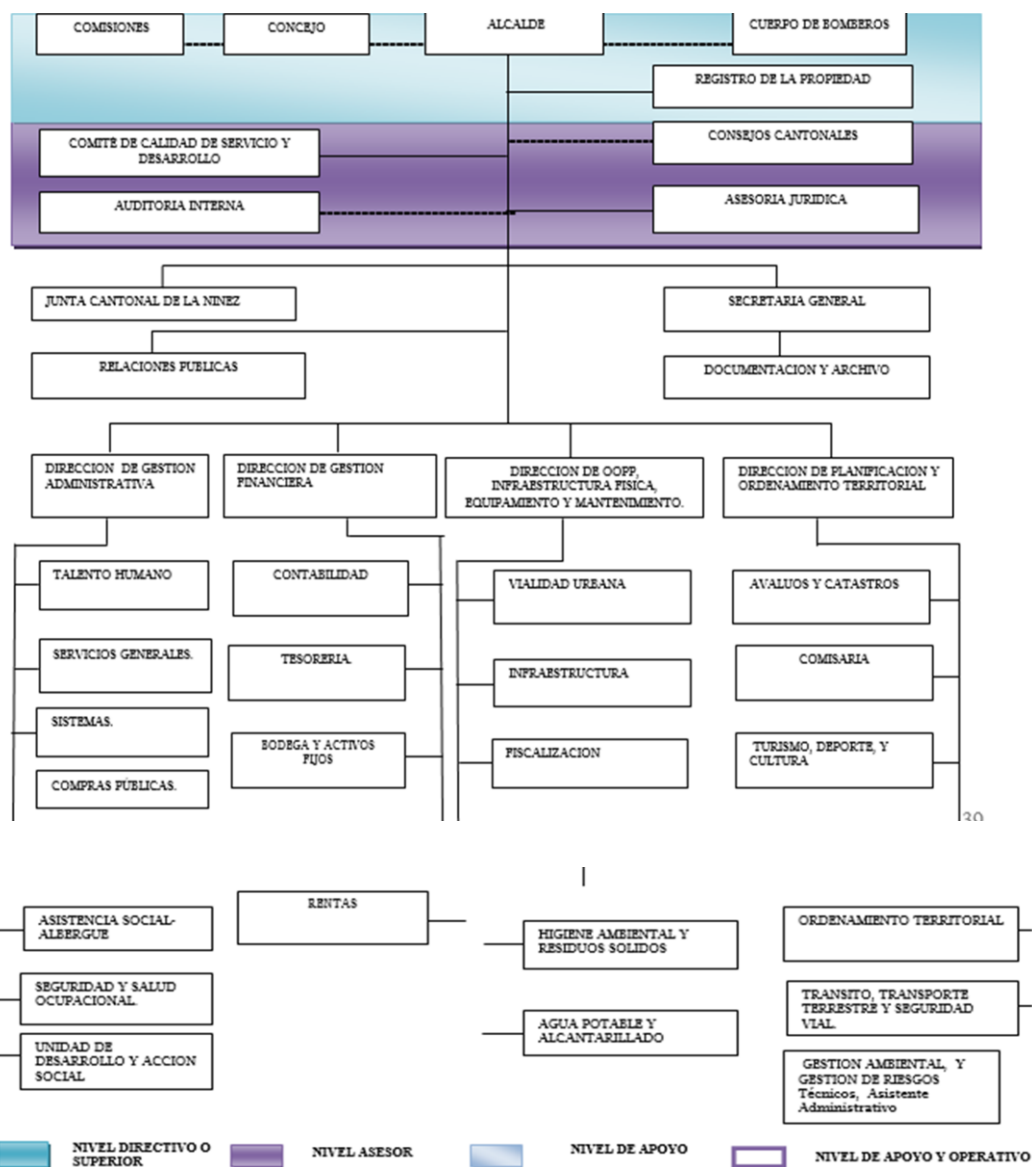 COMISIONES
CONCEJO
ALCALDE
CUERPO DE BOMBEROS
REGISTRO DE LA PROPIEDAD
COMITÉ DE CALIDAD DE SERVICIO Y
DESARROLLO
CONSEJOS CANTONALES
AUDITORIA INTERNA
ASESORIA JURIDICA
JUNTA CANTONAL DE LA NINEZ
SECRETARIA GENERAL
RELACIONES PUBLICAS
DOCUMENTACION Y ARCHIVO
DIRECCION DE GESTION
ADMINISTRATIVA
DIRECCION DE GESTION
FINANCIERA
DIRECCION DE OOPP,
INFRAESTRUCTURA FISICA,
EQUIPAMIENTO Y MANTENIMIENTO.
DIRECCION DE PLANIFICACION Y
ORDENAMIENTO TERRITORIAL
TALENTO HUMANO
CONTABILIDAD
VIALIDAD URBANA
AVALUOS Y CATASTROS
SERVICIOS GENERALES.
TESORERIA.
INFRAESTRUCTURA
COMISARIA
SISTEMAS.
BODEGA Y ACTIVOS
FIJOS
FISCALIZACION
TURISMO, DEPORTE, Y
CULTURA
COMPRAS PÚBLICAS.
39
ASISTENCIA SOCIAL-
ALBERGUE
RENTAS
HIGIENE AMBIENTAL Y
RESIDUOS SOLIDOS
ORDENAMIENTO TERRITORIAL
SEGURIDAD Y SALUD
OCUPACIONAL.
AGUA POTABLE Y
ALCANTARILLADO
TRANSITO, TRANSPORTE
TERRESTRE Y SEGURIDAD
VIAL.
UNIDAD DE
DESARROLLO Y ACCION
SOCIAL
GESTION AMBIENTAL, Y
GESTION DE RIESGOS
Técnicos, Asistente
Administrativo
NIVEL DIRECTIVO O
SUPERIOR
NIVEL ASESOR
NIVEL DE APOYO
NIVEL DE APOYO Y OPERATIVO